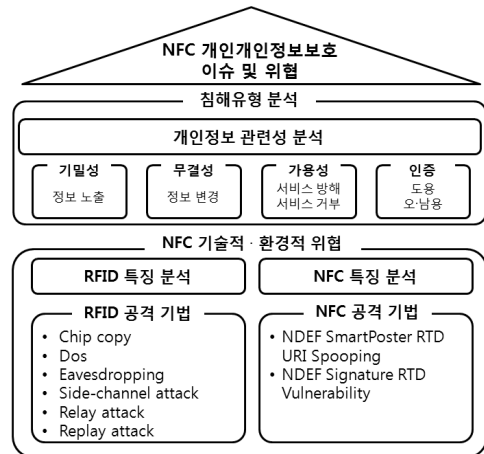 NFC 개인개인정보보호
이슈 및 위협
침해유형 분석
개인정보 관련성 분석
기밀성
정보 노출
무결성
정보 변경
가용성
서비스 방해
서비스 거부
인증
도용
오·남용
NFC 기술적 · 환경적 위협
RFID 특징 분석
NFC 특징 분석
RFID 공격 기법
• Chip copy
• Dos
• Eavesdropping
• Side-channel attack
• Relay attack
• Replay attack
NFC 공격 기법
• NDEF SmartPoster RTD
URI Spooping
• NDEF Signature RTD
Vulnerability